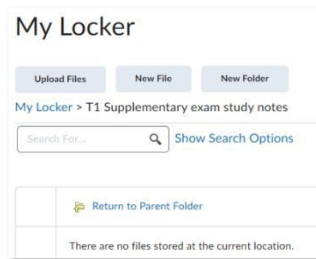 My Locker
Upload Files New File New Folder
My Locker > T1 Supplementary exam study notes
Search For... Show Search Options
Return to Parent Folder
There are no files stored at the current location.